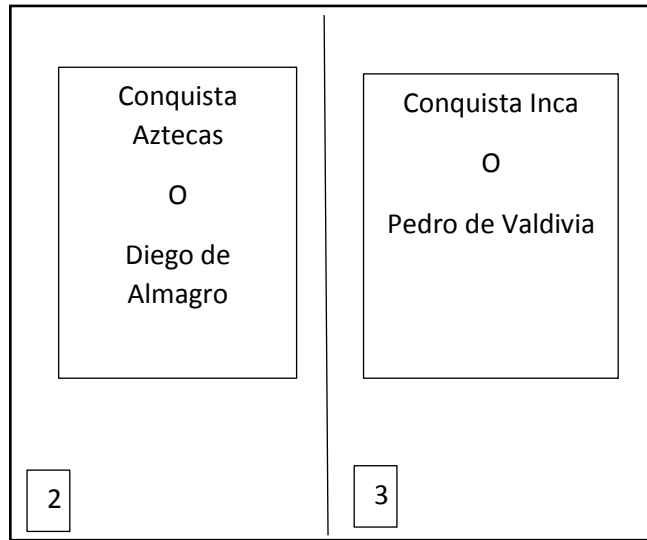 Conquista
Aztecas
O
Diego de
Almagro
2
Conquista Inca
O
Pedro de Valdivia
3